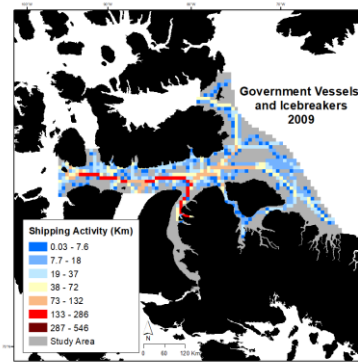 Government Vessels
and Icebreakers
2009
Shipping Activity (Km)
0.03 - 7.6
7.7 - 18
19 - 37
38 - 72
73 - 132
133 - 286
287 - 546
Study Area
N
0
120 Km